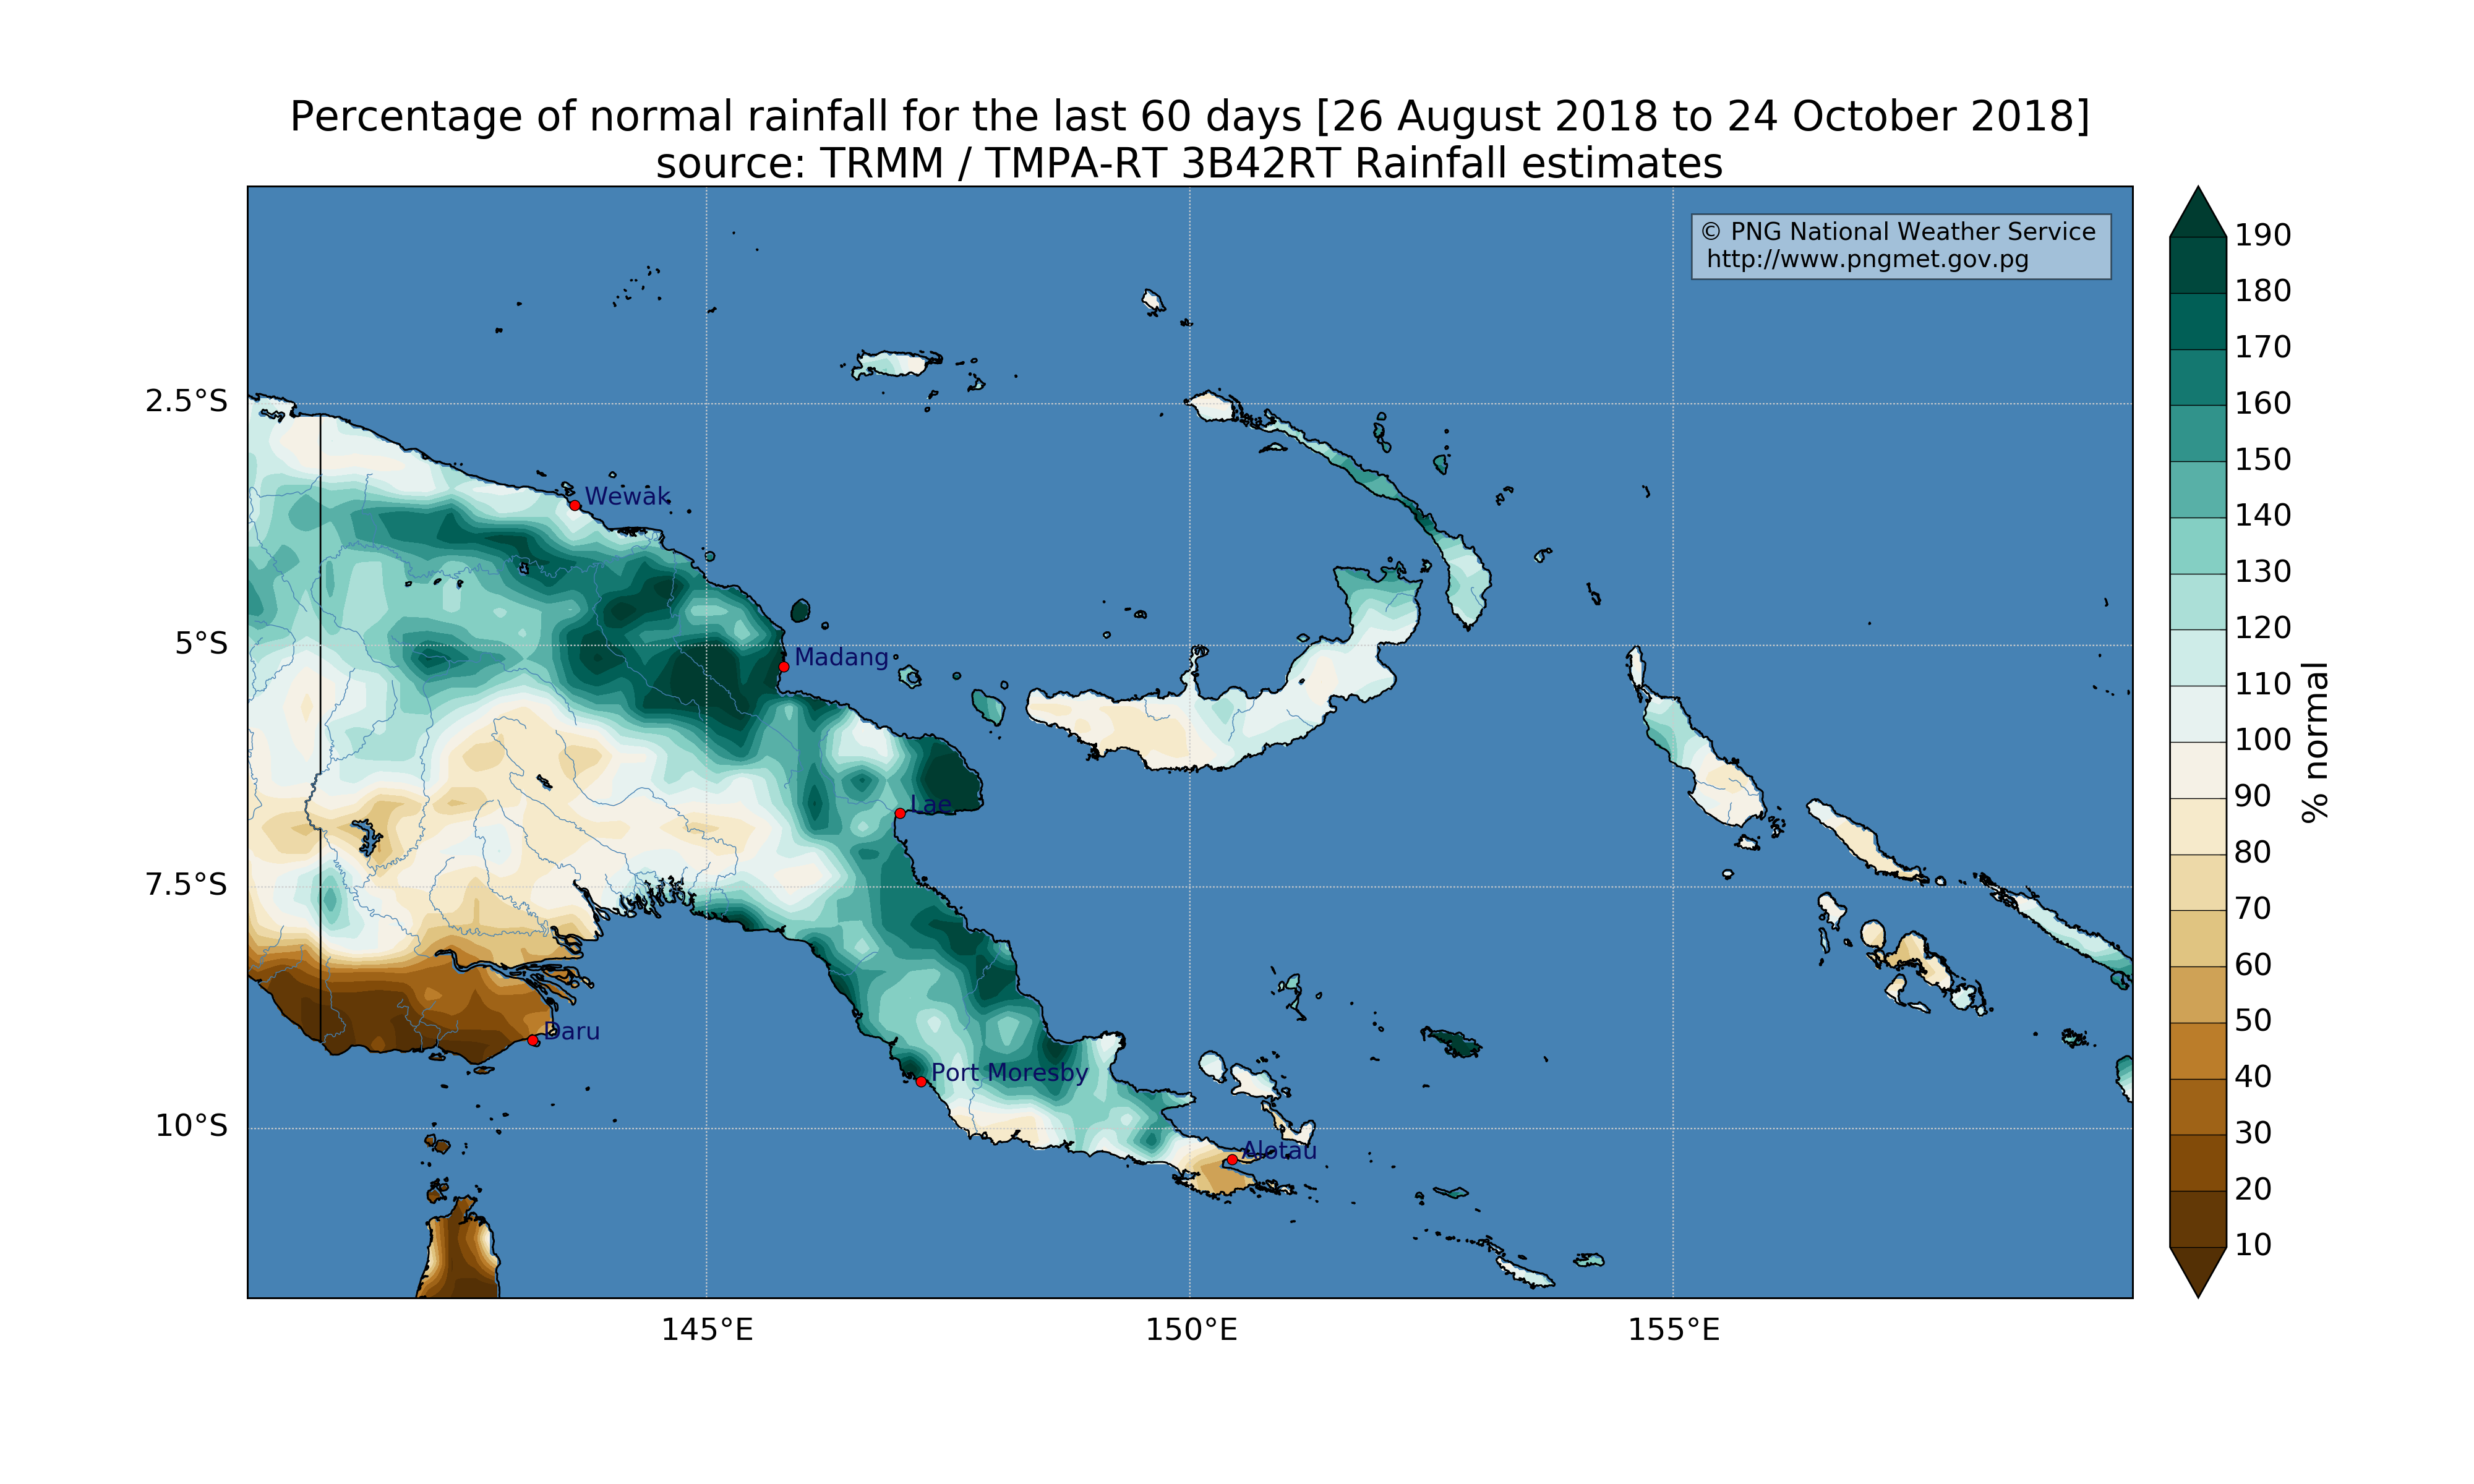 Percentage of normal rainfall for the last 60 days [26 August 2018 to 24 October 2018]
source: TRMM / TMPA-RT 3B42RT Rainfall estimates
© PNG National Weather Service
http://www.pngmet.gov.pg
2.5°S
5°S
7.5°S
10°S
Wewak
Madang
Lae
Daru
Port Moresby
Alotau
145°E
150°E
155°E
190
180
170
160
150
140
130
120
110
100
90
80
70
60
50
40
30
20
10
% normal